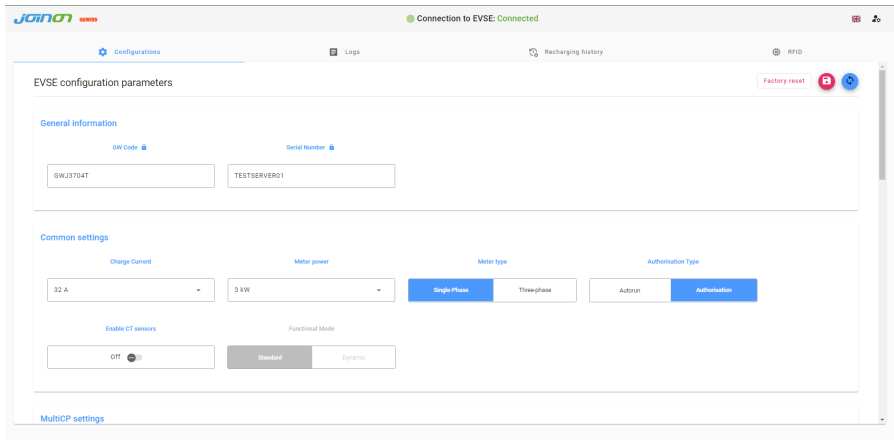 JOINON GEWISS
Connection to EVSE: Connected
Configurations
Logs
Recharging history
RFID
EVSE configuration parameters
Factory reset
General information
GW Code
Serial Number
GWJ3704T
TESTSERVER01
Common settings
Charge Current
Meter power
Meter type
Authorisation Type
32 A
3 kW
Single-Phase
Three-phase
Autorun
Authorisation
Enable CT sensors
Functional Mode
Off
Standard
Dynamic
MultiCP settings